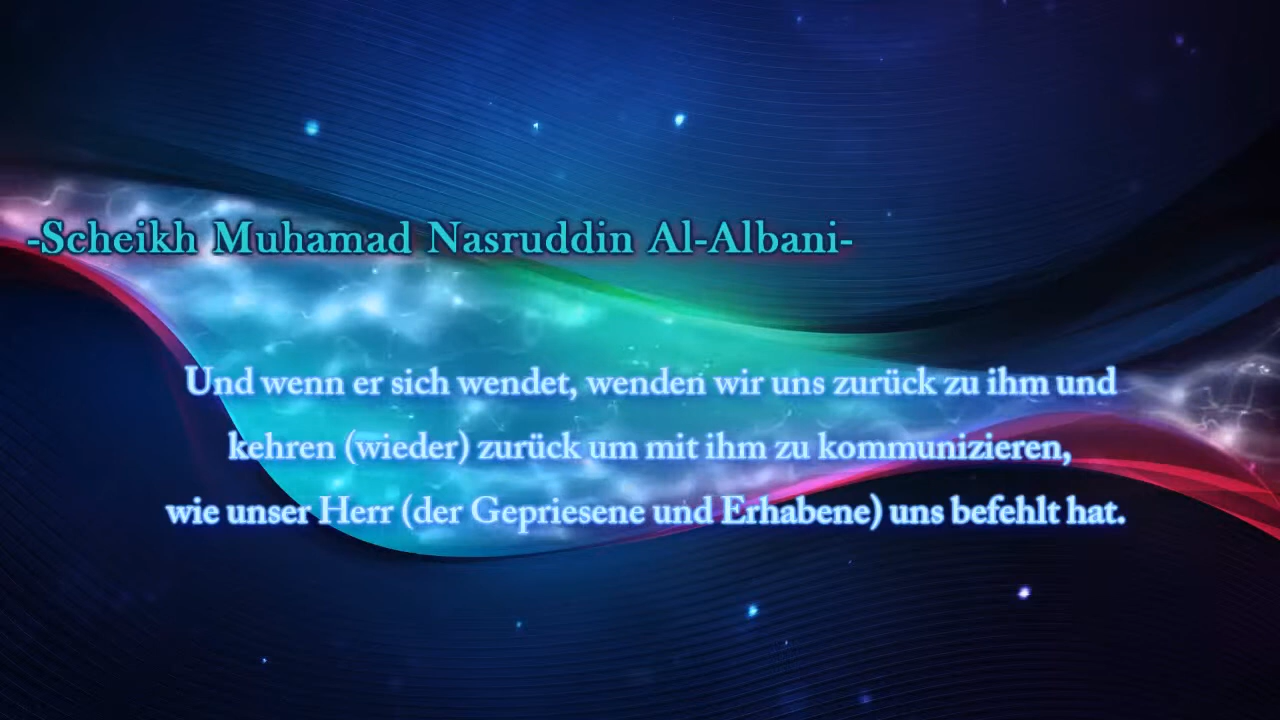 -Scheikh Muhamad Nasruddin Al-Albani-
Und wenn er sich wendet, wenden wir uns zurück zu ihm und
kehren (wieder) zurück um mit ihm zu kommunizieren,
wie unser Herr (der Gepriesene und Erhabene) uns befehlt hat.